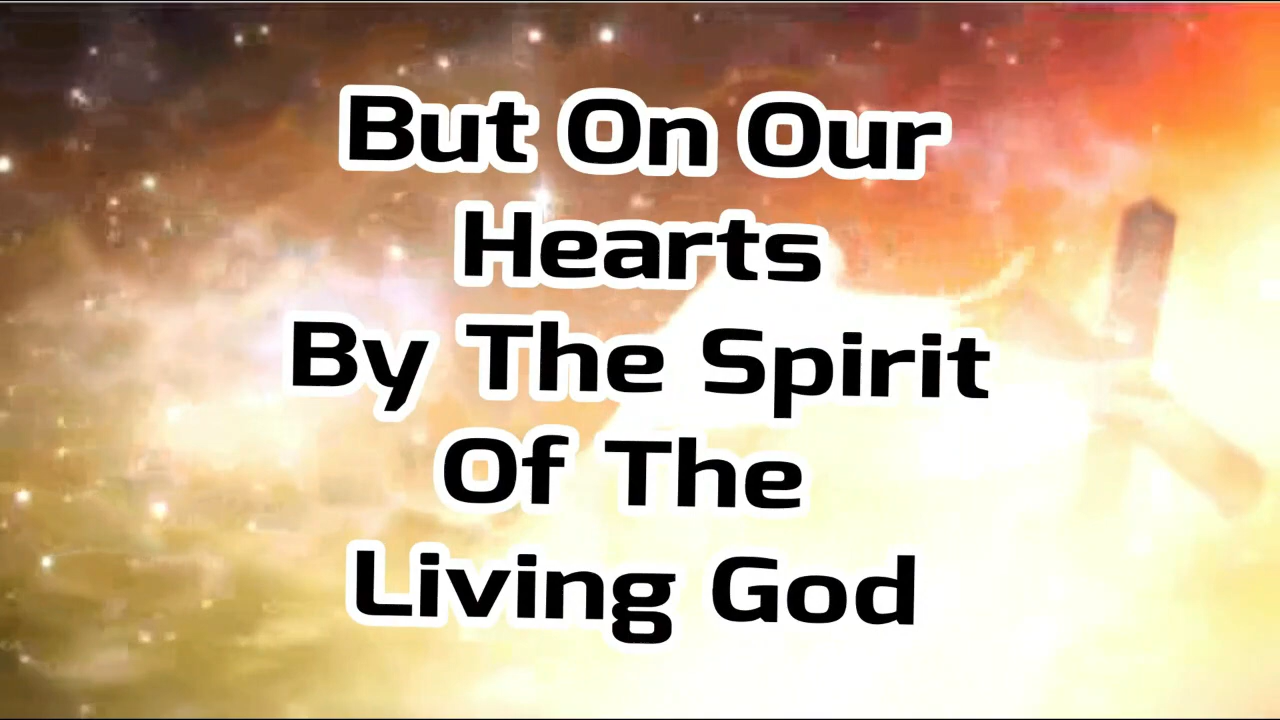 But On Our
Hearts
By The Spirit
Of The
Living God